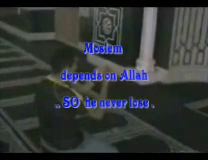 Moslem
depends on Allah
,, SO he never lose .